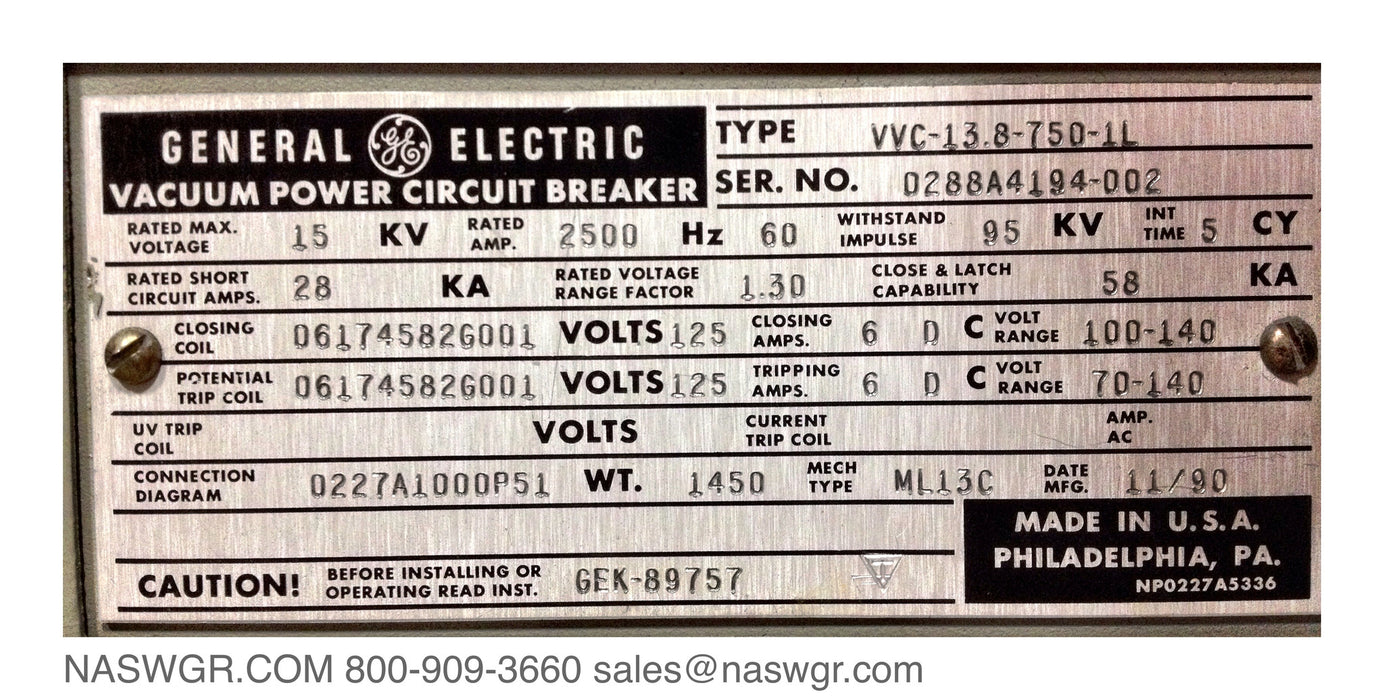 GENERAL GE ELECTRIC
VACUUM POWER CIRCUIT BREAKER
TYPE VVC-13.8-750-1L
SER. NO. 0288A4194-002
RATED MAX. VOLTAGE 15 KV RATED AMP. 2500 Hz 60 WITHSTAND IMPULSE 95 KV INT TIME 5 CY
RATED SHORT CIRCUIT AMPS. 28 KA RATED VOLTAGE RANGE FACTOR 1.30 CLOSE & LATCH CAPABILITY 58 KA
CLOSING COIL 06174582G001 VOLTS 125 CLOSING AMPS. 6 D C VOLT RANGE 100-140
POTENTIAL TRIP COIL 06174582G001 VOLTS 125 TRIPPING AMPS. 6 D C VOLT RANGE 70-140
UV TRIP COIL VOLTS CURRENT TRIP COIL AMP. AC
CONNECTION DIAGRAM 0227A1000P51 WT. 1450 MECH TYPE ML13C DATE MFG. 11/90
MADE IN U.S.A.
PHILADELPHIA, PA.
NP0227A5336
CAUTION! BEFORE INSTALLING OR OPERATING READ INST. GEK-89757
NASWGR.COM 800-909-3660 sales@naswgr.com